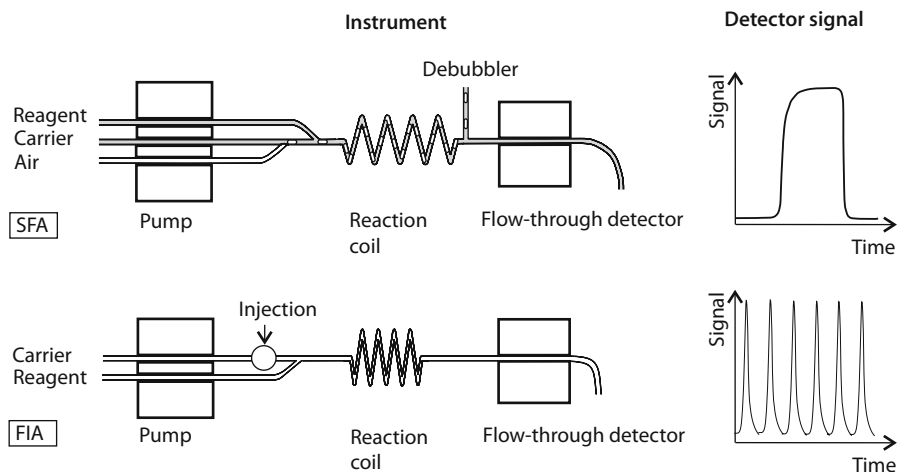 Instrument
Detector signal
Debubbler
Reagent
Carrier
Air
SFA
Pump
Reaction
coil
Flow-through detector
Signal
Time
Injection
Carrier
Reagent
FIA
Pump
Reaction
coil
Flow-through detector
Signal
Time